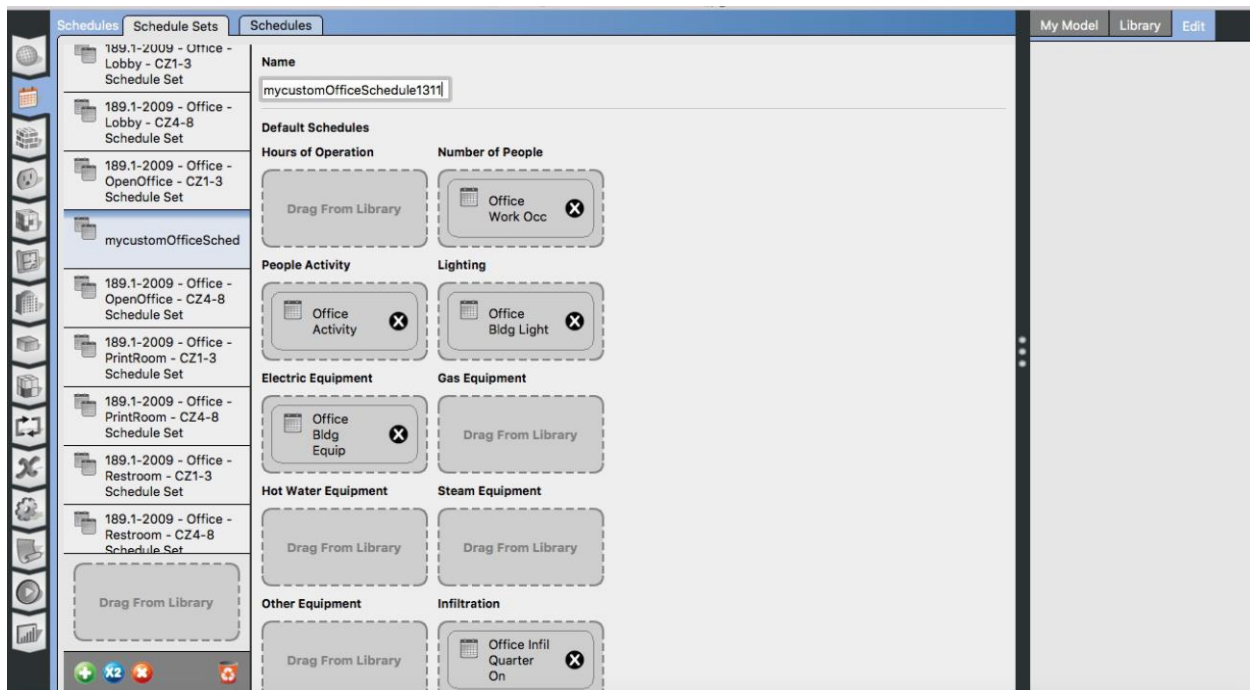 Schedules
Schedule Sets
Schedules
My Model
Library
Edit
189.1-2009 - Office -
Lobby - CZ1-3
Schedule Set
189.1-2009 - Office -
Lobby - CZ4-8
Schedule Set
189.1-2009 - Office -
OpenOffice - CZ1-3
Schedule Set
mycustomOfficeSched
189.1-2009 - Office -
OpenOffice - CZ4-8
Schedule Set
189.1-2009 - Office -
PrintRoom - CZ1-3
Schedule Set
189.1-2009 - Office -
PrintRoom - CZ4-8
Schedule Set
189.1-2009 - Office -
Restroom - CZ1-3
Schedule Set
189.1-2009 - Office -
Restroom - CZ4-8
Schedule Set
Drag From Library
X2
Name
mycustomOfficeSchedule1311
Default Schedules
Hours of Operation
Drag From Library
Number of People
Office
Work Occ
People Activity
Office
Activity
Lighting
Office
Bldg Light
Electric Equipment
Office
Bldg
Equip
Gas Equipment
Drag From Library
Hot Water Equipment
Drag From Library
Steam Equipment
Drag From Library
Other Equipment
Drag From Library
Infiltration
Office Infil
Quarter
On